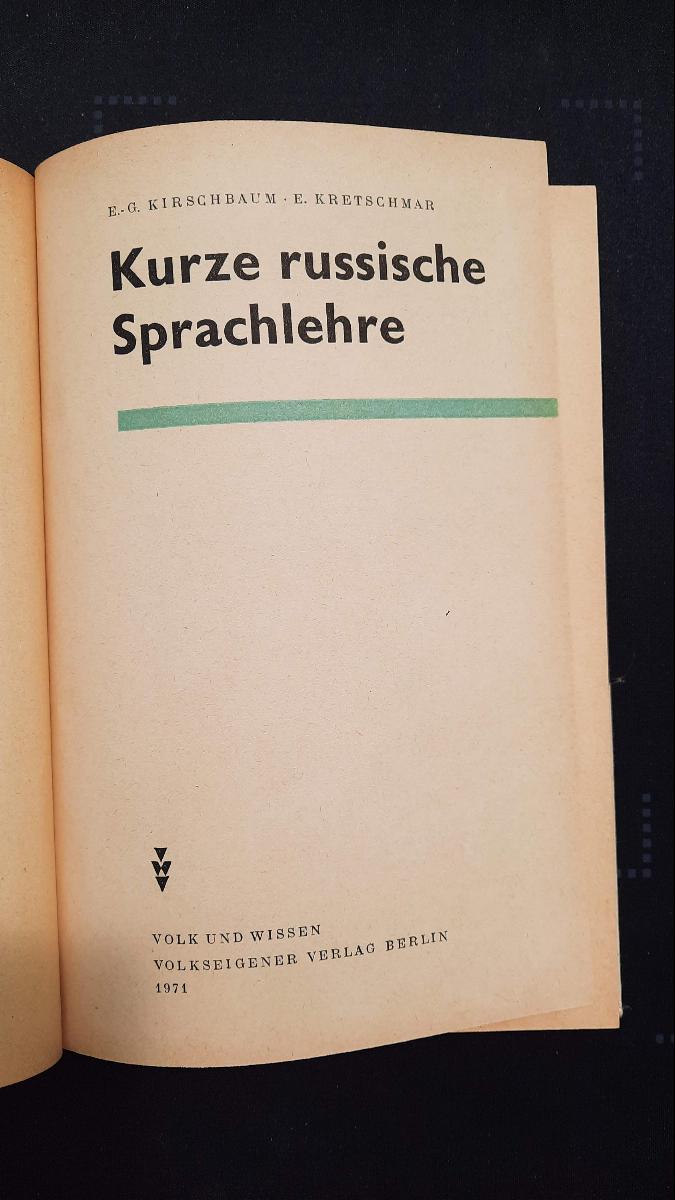 E.-G. KIRSCHBAUM · E. KRETSCHMAR
Kurze russische
Sprachlehre
VOLK UND WISSEN
VOLKSEIGENER VERLAG BERLIN
1971